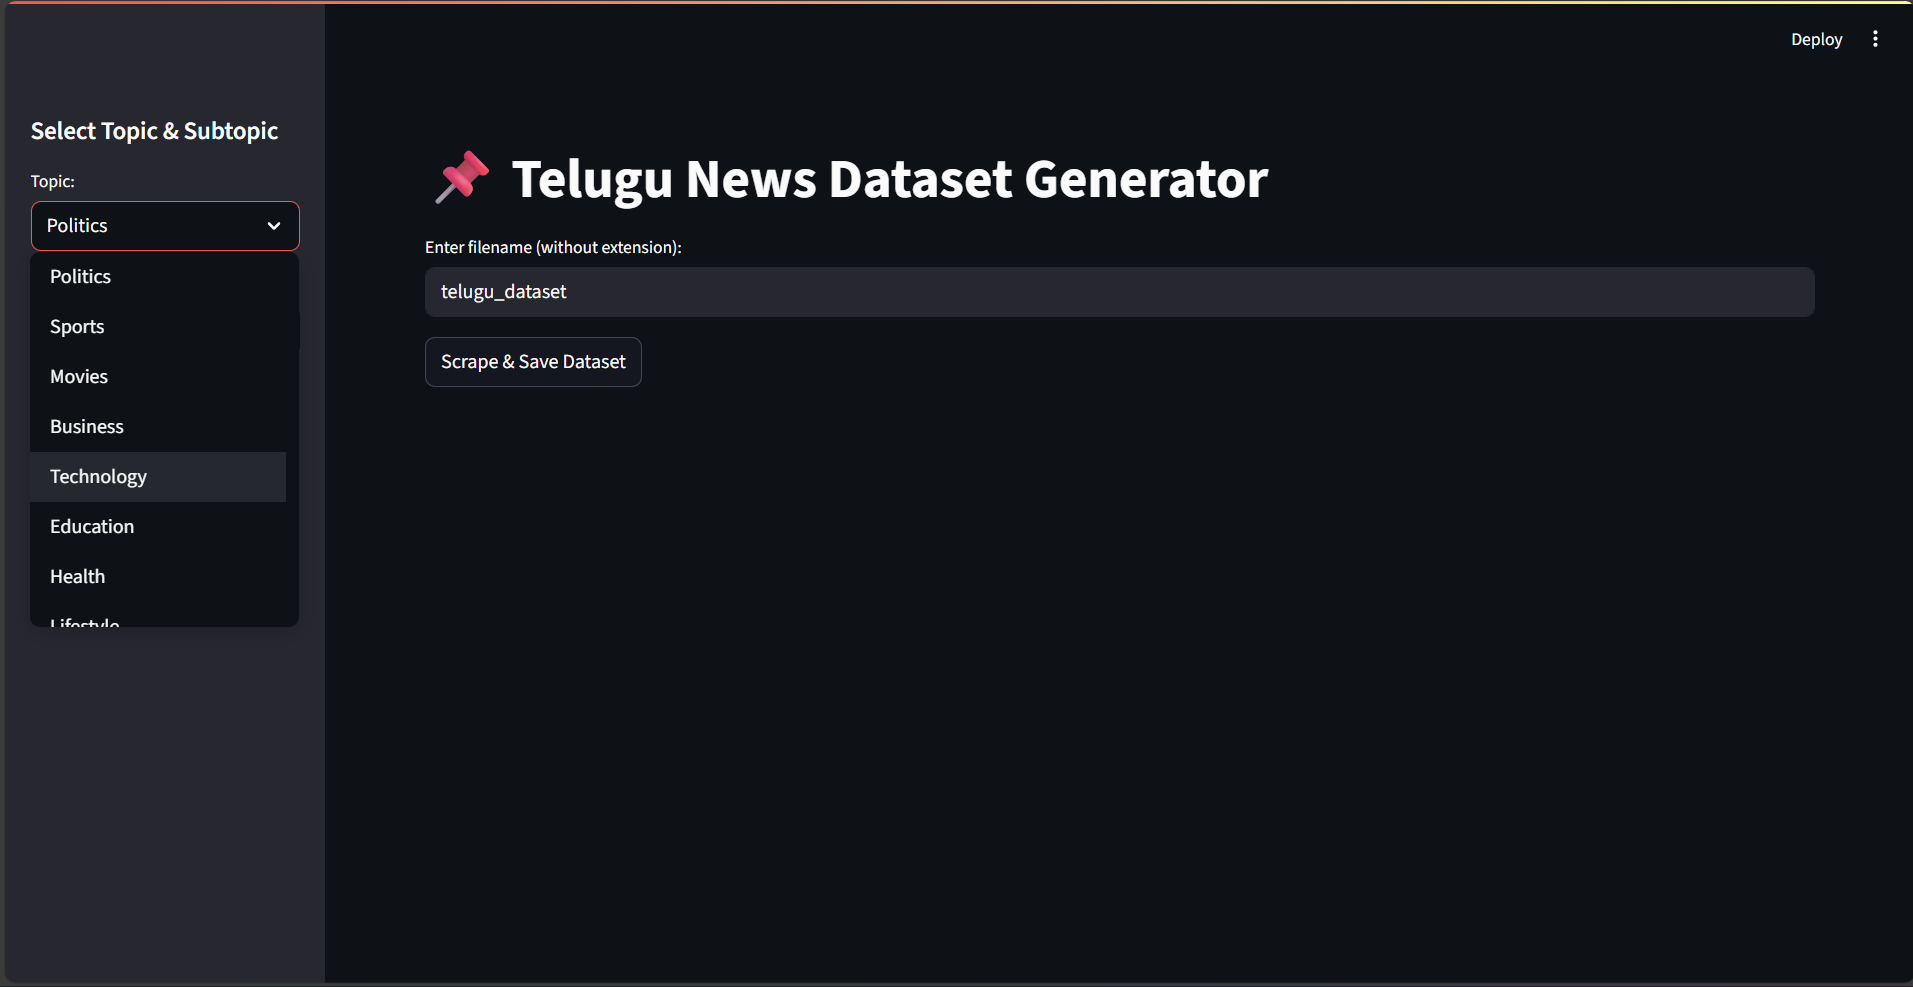 Deploy
Select Topic & Subtopic
Topic:
Politics
Politics
Sports
Movies
Business
Technology
Education
Health
Lifestyle
Telugu News Dataset Generator
Enter filename (without extension):
telugu_dataset
Scrape & Save Dataset